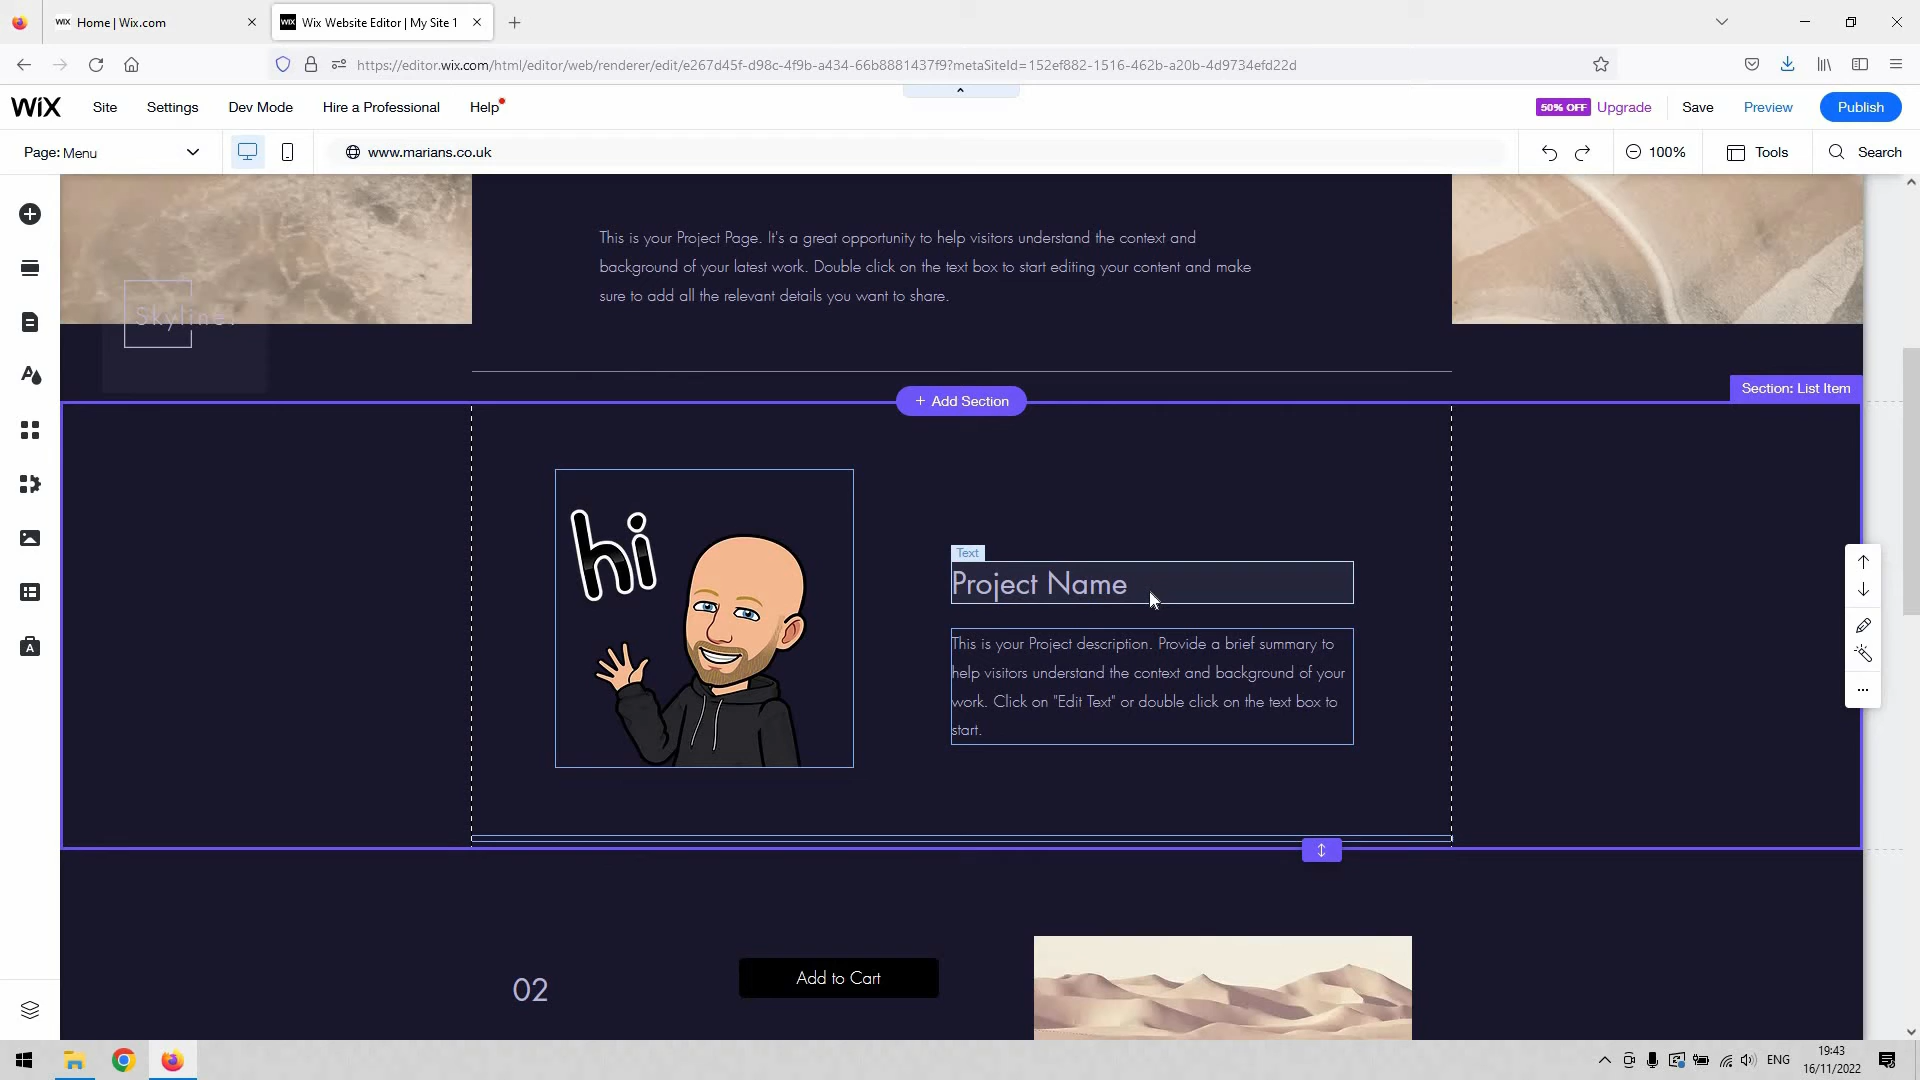 WIX Home | Wix.com
WIX Wix Website Editor | My Site 1
https://editor.wix.com/html/editor/web/renderer/edit/e267d45f-d98c-4f9b-a434-66b8881437f9?metaSiteId=152ef882-1516-462b-a20b-4d9734efd22d
WIX Site Settings Dev Mode Hire a Professional Help 50% OFF Upgrade Save Preview Publish
Page: Menu www.marians.co.uk 100% Tools Search
This is your Project Page. It's a great opportunity to help visitors understand the context and
background of your latest work. Double click on the text box to start editing your content and make
sure to add all the relevant details you want to share.
Skyline.
Section: List Item
+ Add Section
hi
Text
Project Name
This is your Project description. Provide a brief summary to
help visitors understand the context and background of your
work. Click on "Edit Text" or double click on the text box to
start.
02
Add to Cart
ENG
19:43
16/11/2022